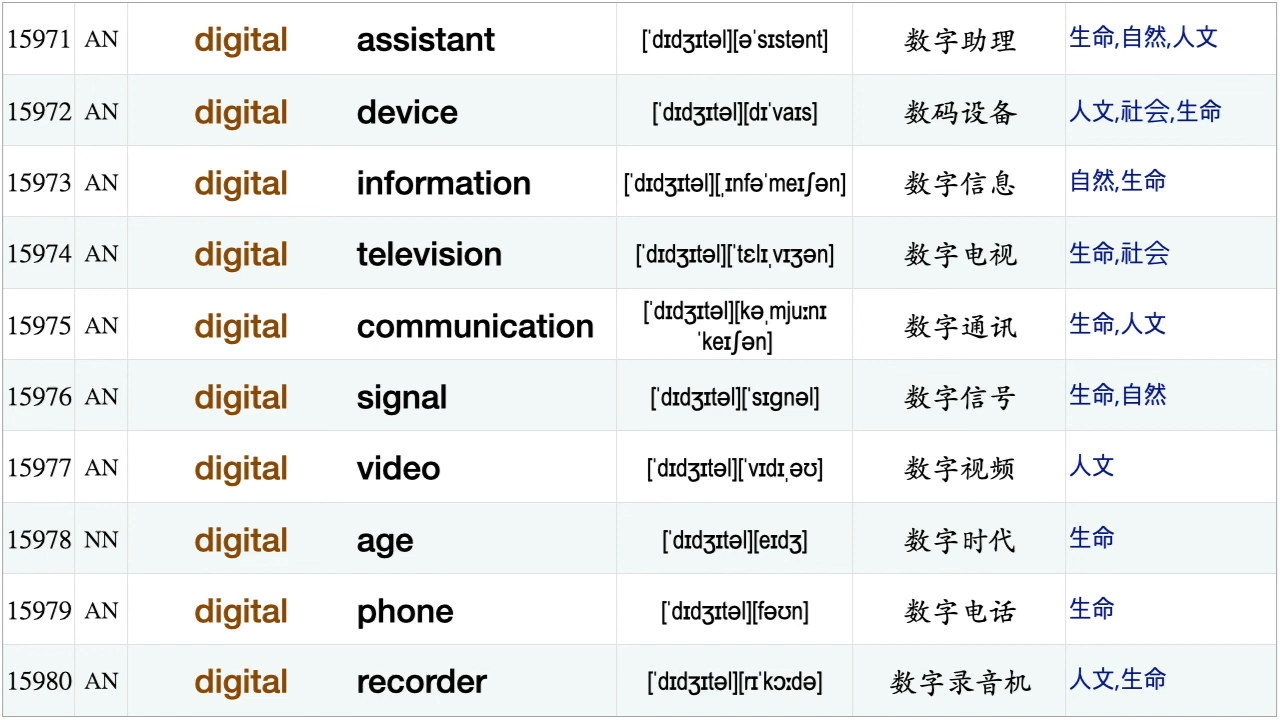 15971 AN digital assistant [ˈdɪdʒɪtəl][əˈsɪstənt] 数字助理 生命,自然,人文
15972 AN digital device [ˈdɪdʒɪtəl][dɪˈvaɪs] 数码设备 人文,社会,生命
15973 AN digital information [ˈdɪdʒɪtəl][ˌɪnfəˈmeɪʃən] 数字信息 自然,生命
15974 AN digital television [ˈdɪdʒɪtəl][ˈtɛlɪˌvɪʒən] 数字电视 生命,社会
15975 AN digital communication [ˈdɪdʒɪtəl][kəˌmjuːnɪ
ˈkeɪʃən] 数字通讯 生命,人文
15976 AN digital signal [ˈdɪdʒɪtəl][ˈsɪɡnəl] 数字信号 生命,自然
15977 AN digital video [ˈdɪdʒɪtəl][ˈvɪdɪˌəʊ] 数字视频 人文
15978 NN digital age [ˈdɪdʒɪtəl][eɪdʒ] 数字时代 生命
15979 AN digital phone [ˈdɪdʒɪtəl][fəʊn] 数字电话 生命
15980 AN digital recorder [ˈdɪdʒɪtəl][rɪˈkɔːdə] 数字录音机 人文,生命